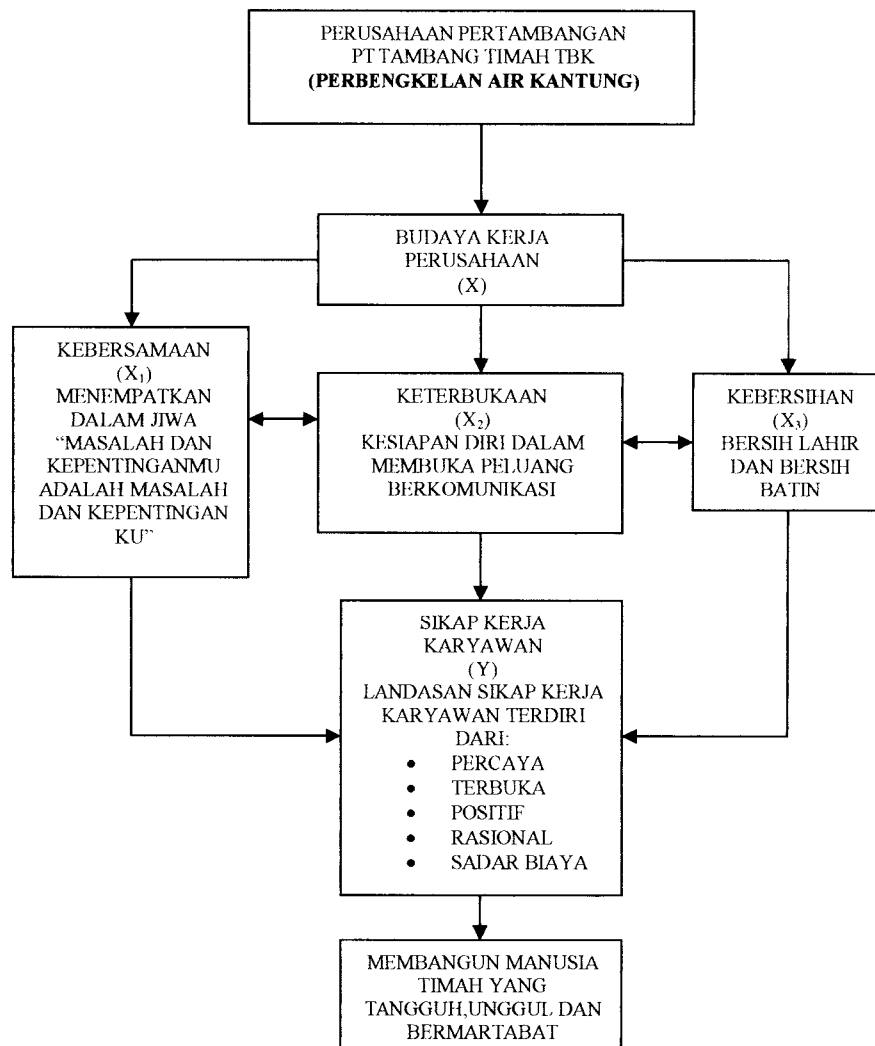 PERUSAHAAN PERTAMBANGAN
PT TAMBANG TIMAH TBK
(PERBENGKELAN AIR KANTUNG)
BUDAYA KERJA
PERUSAHAAN
(X)
KEBERSAMAAN
(X₁)
MENEMPATKAN
DALAM JIWA
“MASALAH DAN
KEPENTINGANMU
ADALAH MASALAH
DAN KEPENTINGAN
KU”
KETERBUKAAN
(X₂)
KESIAPAN DIRI DALAM
MEMBUKA PELUANG
BERKOMUNIKASI
KEBERSIHAN
(X₃)
BERSIH LAHIR
DAN BERSIH
BATIN
SIKAP KERJA
KARYAWAN
(Y)
LANDASAN SIKAP KERJA
KARYAWAN TERDIRI
DARI:
• PERCAYA
• TERBUKA
• POSITIF
• RASIONAL
• SADAR BIAYA
MEMBANGUN MANUSIA
TIMAH YANG
TANGGUH,UNGGUL DAN
BERMARTABAT